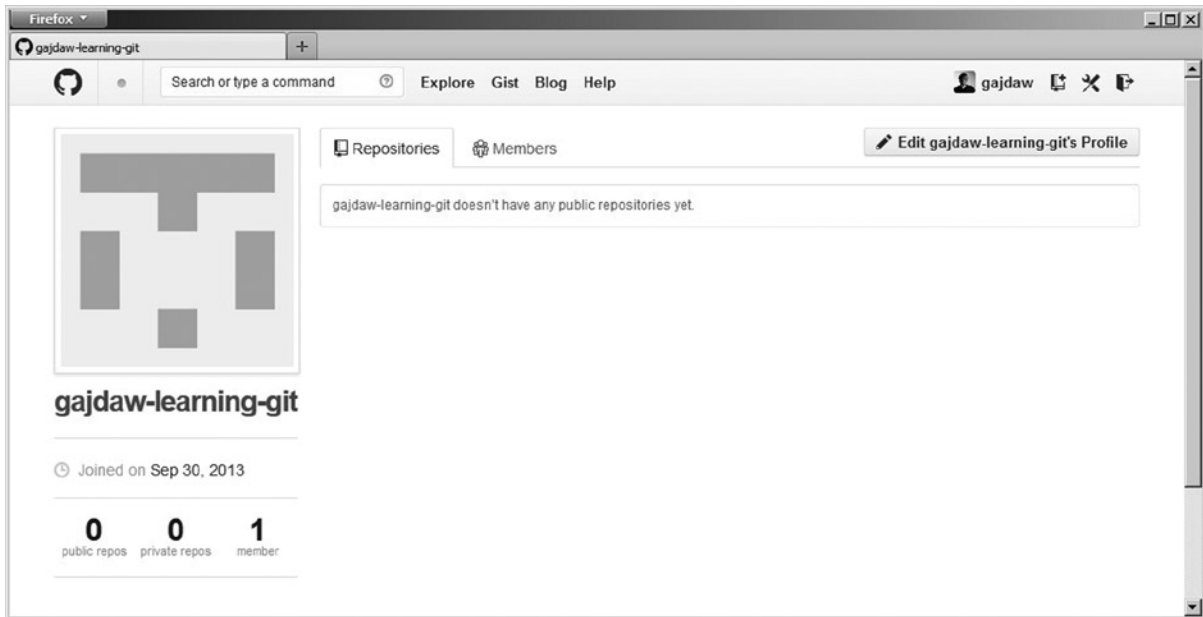 Firefox
gajdaw-learning-git
Search or type a command Explore Gist Blog Help gajdaw
Repositories Members Edit gajdaw-learning-git's Profile
gajdaw-learning-git doesn't have any public repositories yet.
gajdaw-learning-git
Joined on Sep 30, 2013
0 0 1
public repos private repos member